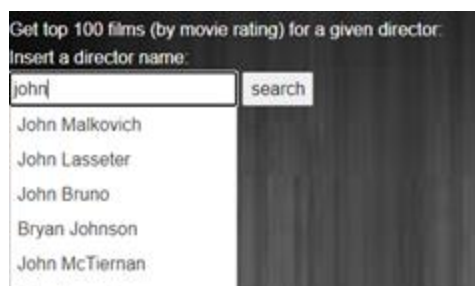 Get top 100 films (by movie rating) for a given director:
Insert a director name:
john search
John Malkovich
John Lasseter
John Bruno
Bryan Johnson
John McTiernan